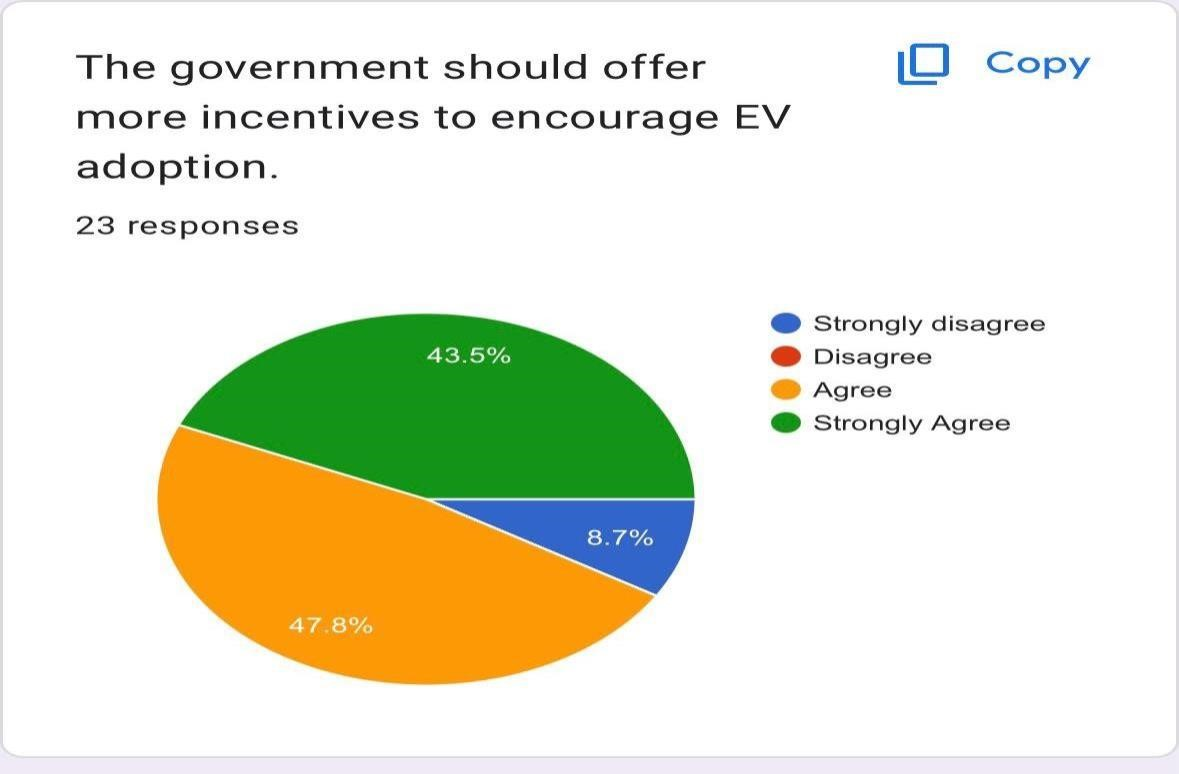 The government should offer
more incentives to encourage EV
adoption.
Copy
23 responses
43.5%
8.7%
47.8%
Strongly disagree
Disagree
Agree
Strongly Agree